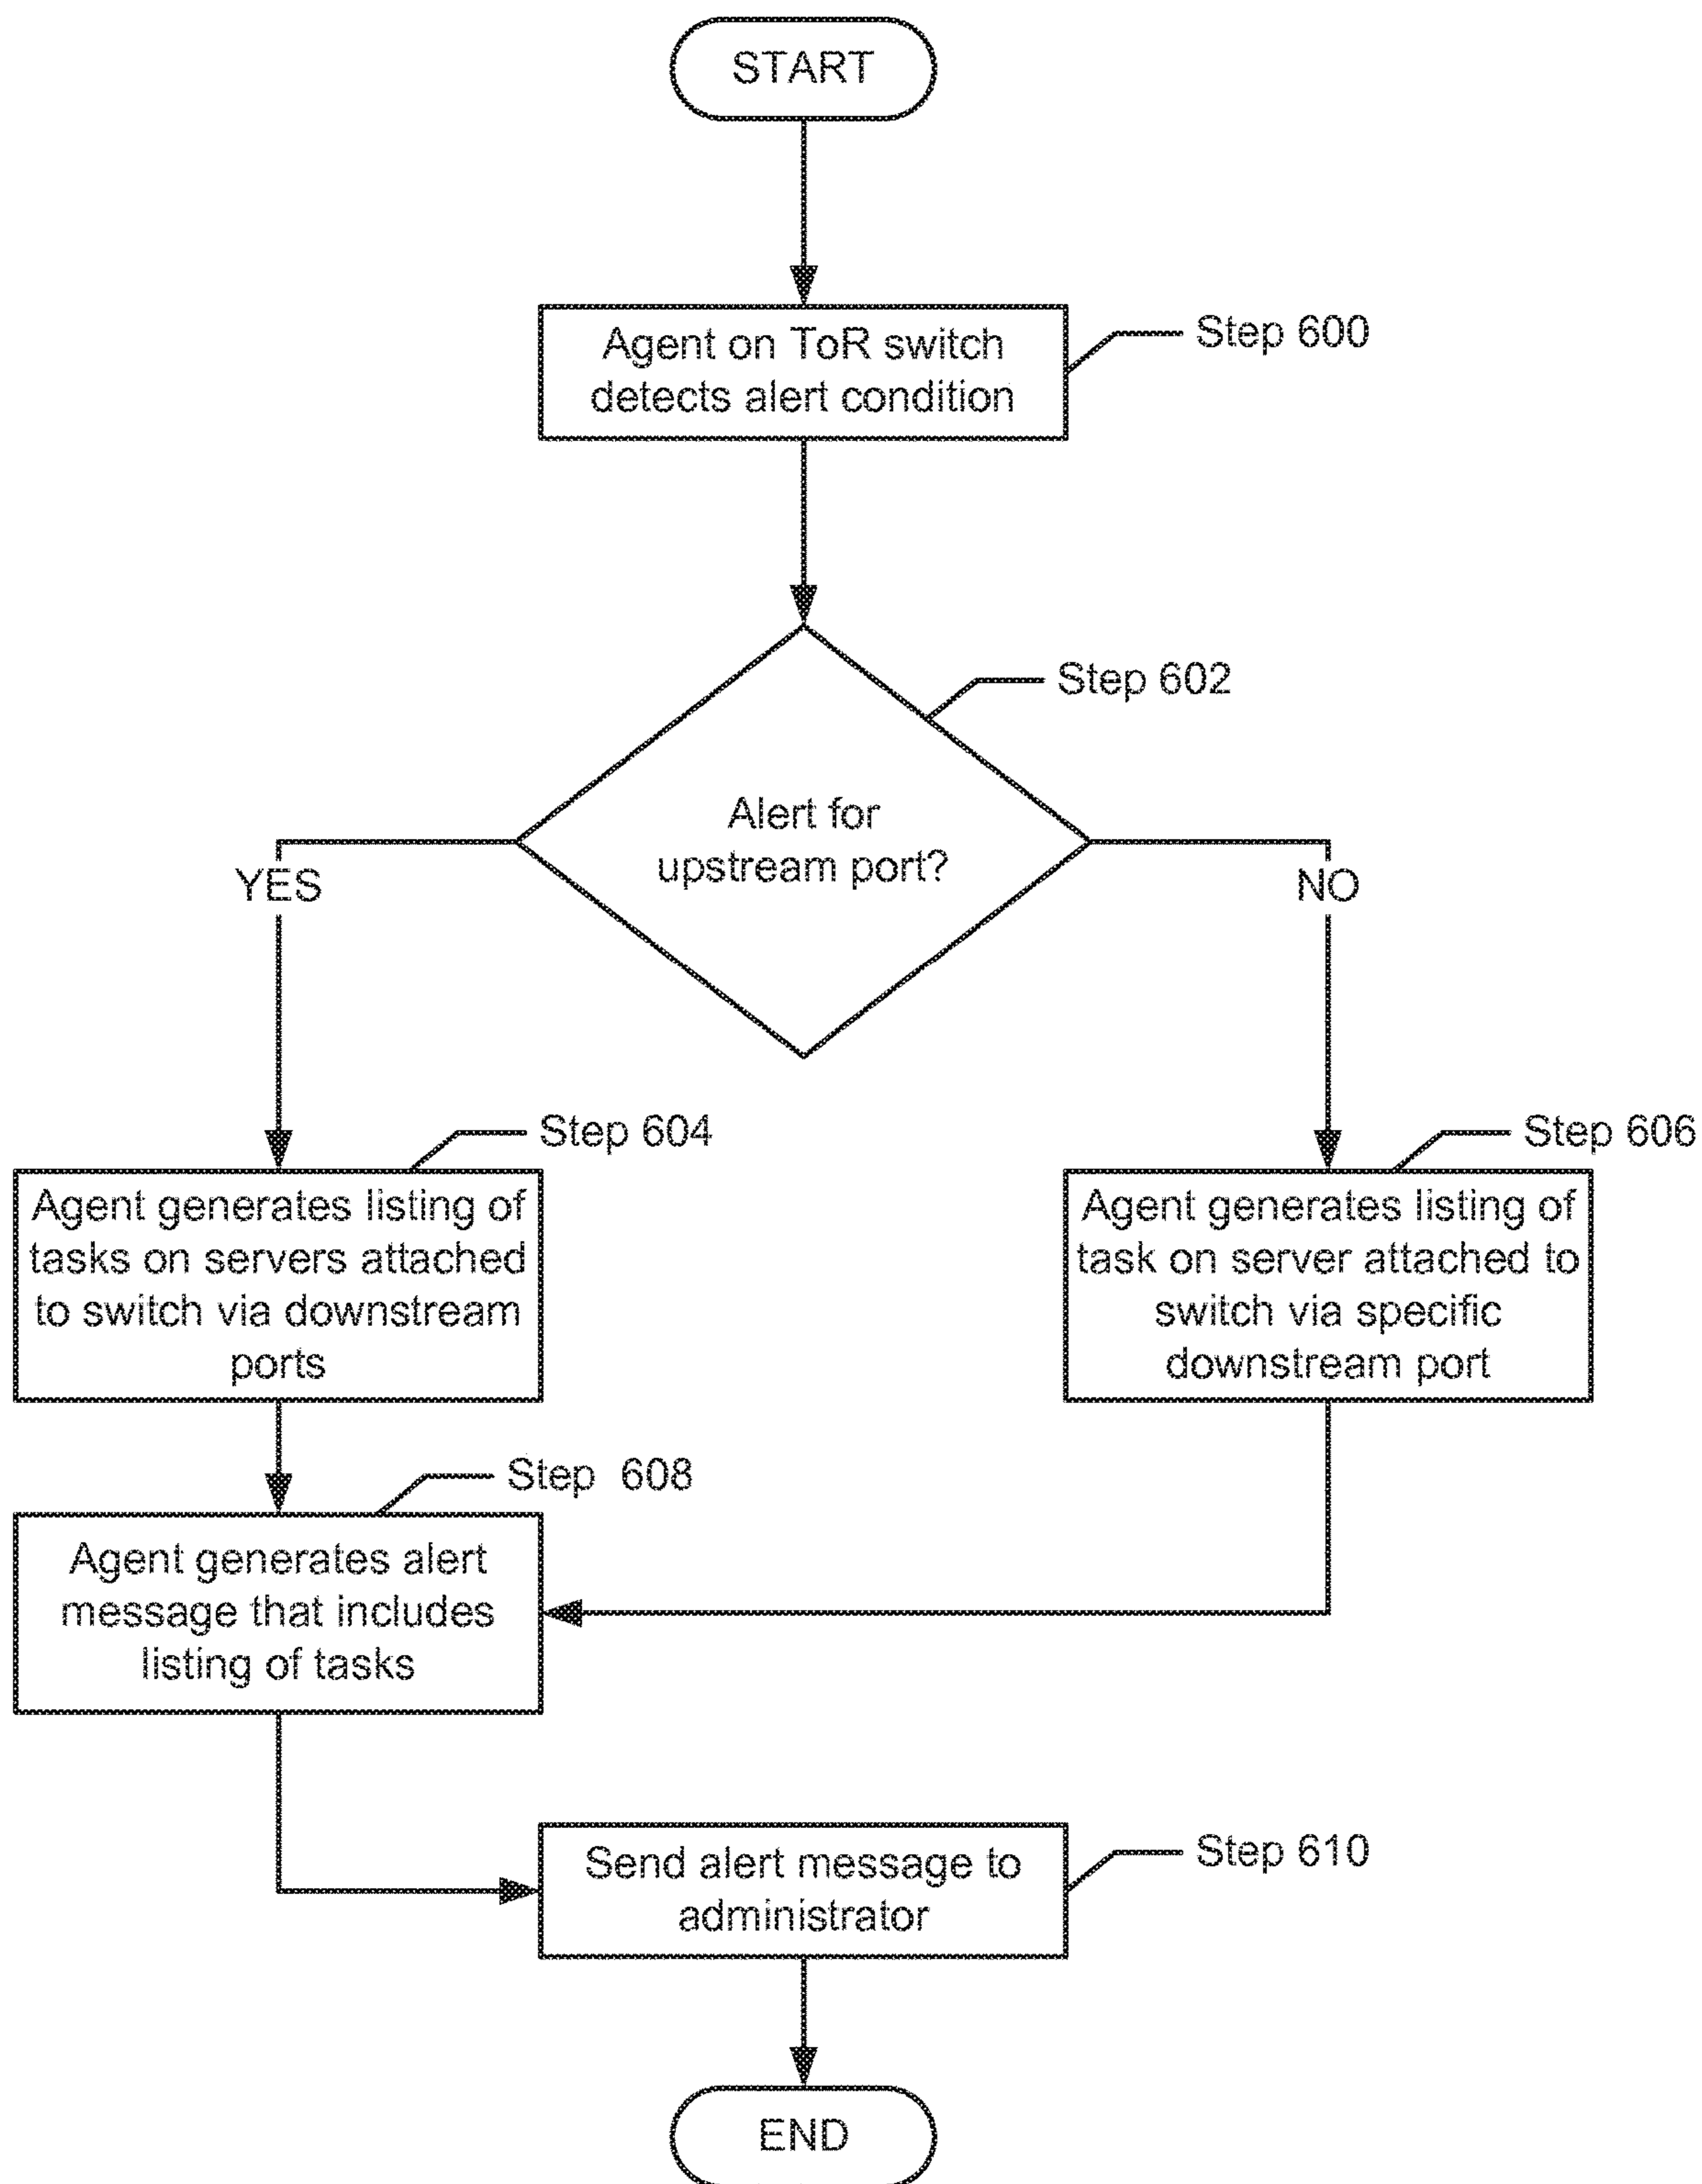 START
Agent on ToR switch
detects alert condition
Step 600
Step 602
Alert for
upstream port?
YES
NO
Step 604
Step 606
Agent generates listing of
tasks on servers attached
to switch via downstream
ports
Agent generates listing of
task on server attached to
switch via specific
downstream port
Step 608
Agent generates alert
message that includes
listing of tasks
Send alert message to
administrator
Step 610
END